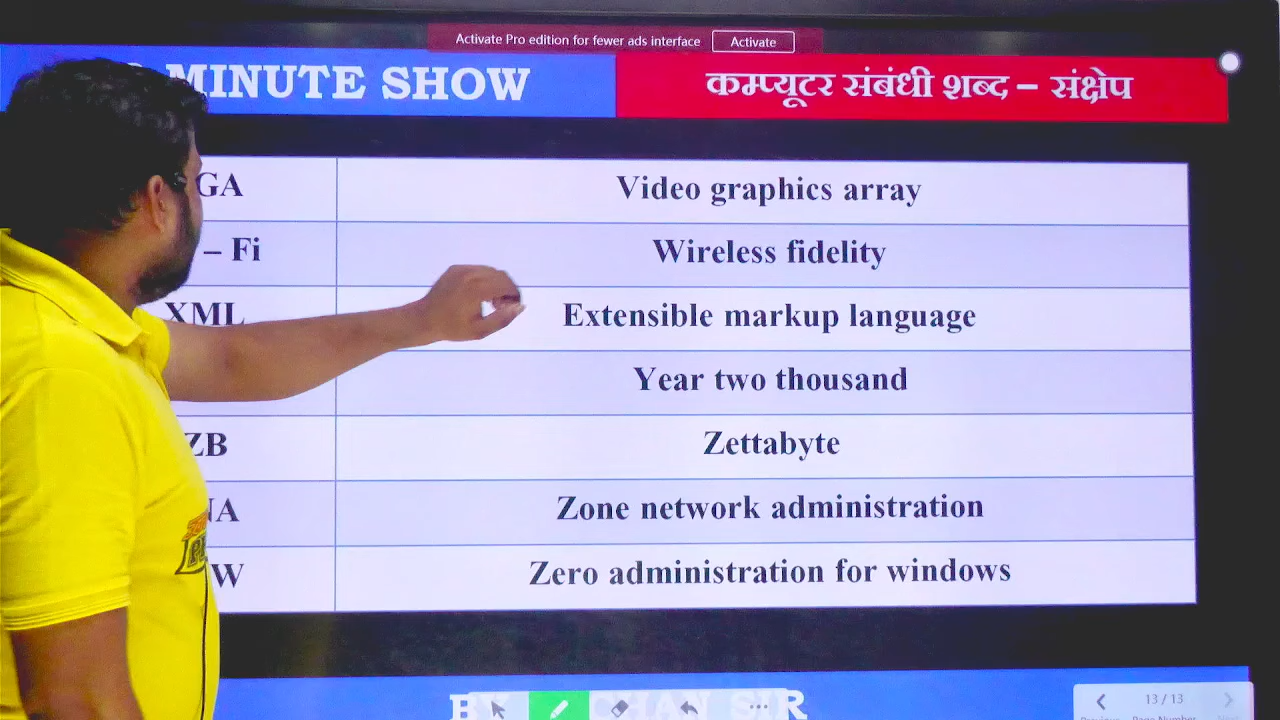 Activate Pro edition for fewer ads interface Activate
MINUTE SHOW
कम्प्यूटर संबंधी शब्द – संक्षेप
GA Video graphics array
– Fi Wireless fidelity
XML Extensible markup language
Year two thousand
ZB Zettabyte
NA Zone network administration
W Zero administration for windows
CHAN SIR
13 / 13